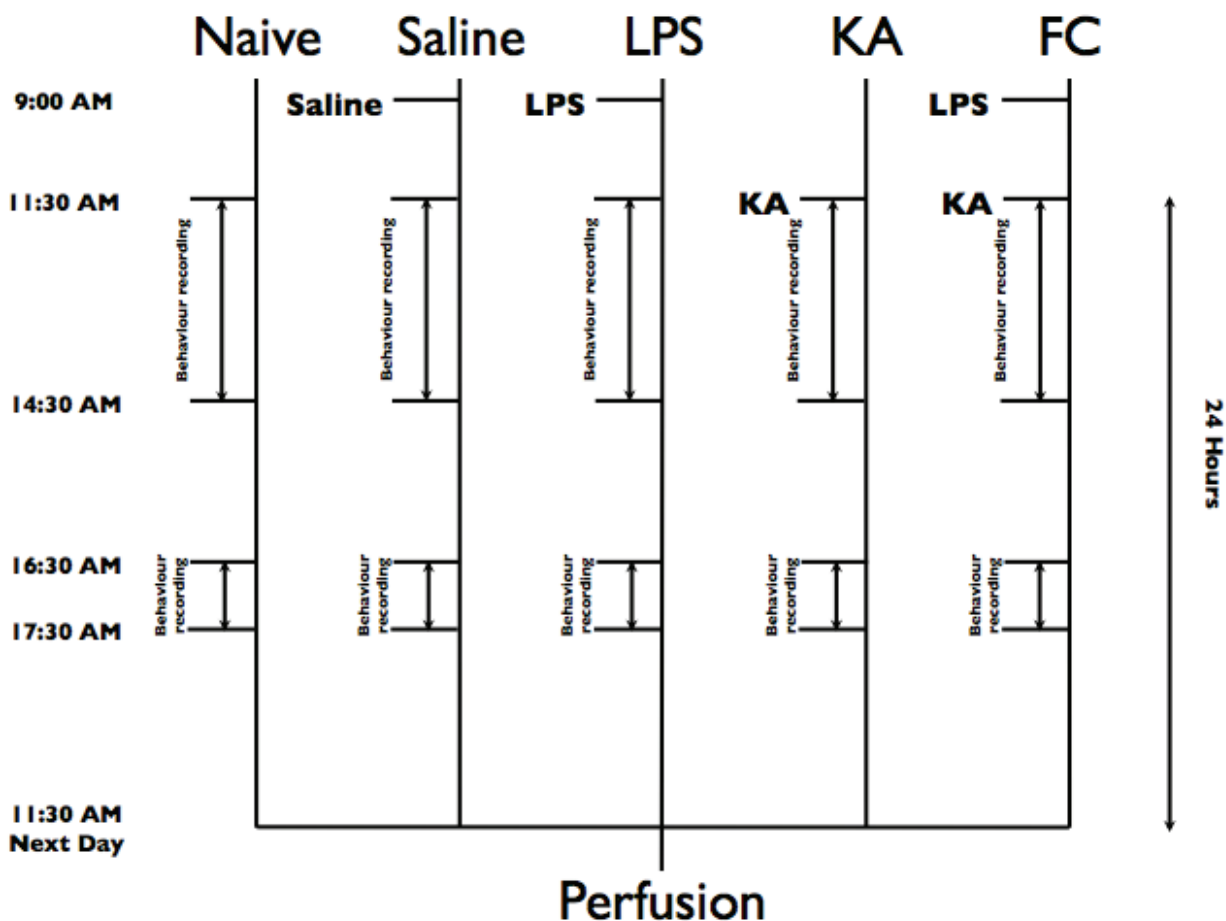 Naive Saline LPS KA FC
9:00 AM Saline LPS LPS
11:30 AM KA KA
Behaviour recording
Behaviour recording
Behaviour recording
Behaviour recording
Behaviour recording
14:30 AM
24 Hours
16:30 AM
Behaviour
recording
Behaviour
recording
Behaviour
recording
Behaviour
recording
Behaviour
recording
17:30 AM
11:30 AM
Next Day
Perfusion